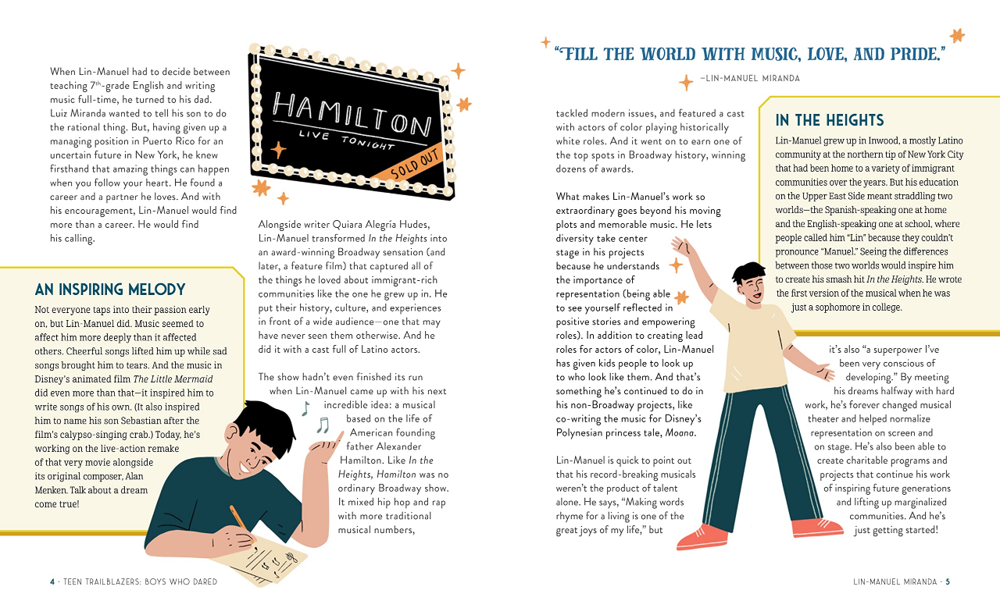 When Lin-Manuel had to decide between
teaching 7th-grade English and writing
music full-time, he turned to his dad.
Luiz Miranda wanted to tell his son to do
the rational thing. But, having given up a
managing position in Puerto Rico for an
uncertain future in New York, he knew
firsthand that amazing things can happen
when you follow your heart. He found a
career and a partner he loves. And with
his encouragement, Lin-Manuel would find
more than a career. He would find
his calling.
AN INSPIRING MELODY
Not everyone taps into their passion early
on, but Lin-Manuel did. Music seemed to
affect him more deeply than it affected
others. Cheerful songs lifted him up while sad
songs brought him to tears. And the music in
Disney's animated film The Little Mermaid
did even more than that—it inspired him to
write songs of his own. (It also inspired
him to name his son Sebastian after the
film's calypso-singing crab.) Today, he's
working on the live-action remake
of that very movie alongside
its original composer, Alan
Menken. Talk about a dream
come true!
HAMILTON
LIVE TONIGHT
SOLD OUT
Alongside writer Quiara Alegría Hudes,
Lin-Manuel transformed In the Heights into
an award-winning Broadway sensation (and
later, a feature film) that captured all of
the things he loved about immigrant-rich
communities like the one he grew up in. He
put their history, culture, and experiences
in front of a wide audience—one that may
have never seen them otherwise. And he
did it with a cast full of Latino actors.
The show hadn't even finished its run
when Lin-Manuel came up with his next
incredible idea: a musical
based on the life of
American founding
father Alexander
Hamilton. Like In the
Heights, Hamilton was no
ordinary Broadway show.
It mixed hip hop and rap
with more traditional
musical numbers,
4 · TEEN TRAILBLAZERS: BOYS WHO DARED
"FILL THE WORLD WITH MUSIC, LOVE, AND PRIDE."
–LIN-MANUEL MIRANDA
tackled modern issues, and featured a cast
with actors of color playing historically
white roles. And it went on to earn one of
the top spots in Broadway history, winning
dozens of awards.
What makes Lin-Manuel's work so
extraordinary goes beyond his moving
plots and memorable music. He lets
diversity take center
stage in his projects
because he understands
the importance of
representation (being able
to see yourself reflected in
positive stories and empowering
roles). In addition to creating lead
roles for actors of color, Lin-Manuel
has given kids people to look up
to who look like them. And that's
something he's continued to do in
his non-Broadway projects, like
co-writing the music for Disney's
Polynesian princess tale, Moana.
Lin-Manuel is quick to point out
that his record-breaking musicals
weren't the product of talent
alone. He says, "Making words
rhyme for a living is one of the
great joys of my life," but
IN THE HEIGHTS
Lin-Manuel grew up in Inwood, a mostly Latino
community at the northern tip of New York City
that had been home to a variety of immigrant
communities over the years. But his education
on the Upper East Side meant straddling two
worlds—the Spanish-speaking one at home
and the English-speaking one at school, where
people called him "Lin" because they couldn't
pronounce "Manuel." Seeing the differences
between those two worlds would inspire him
to create his smash hit In the Heights. He wrote
the first version of the musical when he was
just a sophomore in college.
it's also "a superpower I've
been very conscious of
developing." By meeting
his dreams halfway with hard
work, he's forever changed musical
theater and helped normalize
representation on screen and
on stage. He's also been able to
create charitable programs and
projects that continue his work
of inspiring future generations
and lifting up marginalized
communities. And he's
just getting started!
LIN-MANUEL MIRANDA · 5